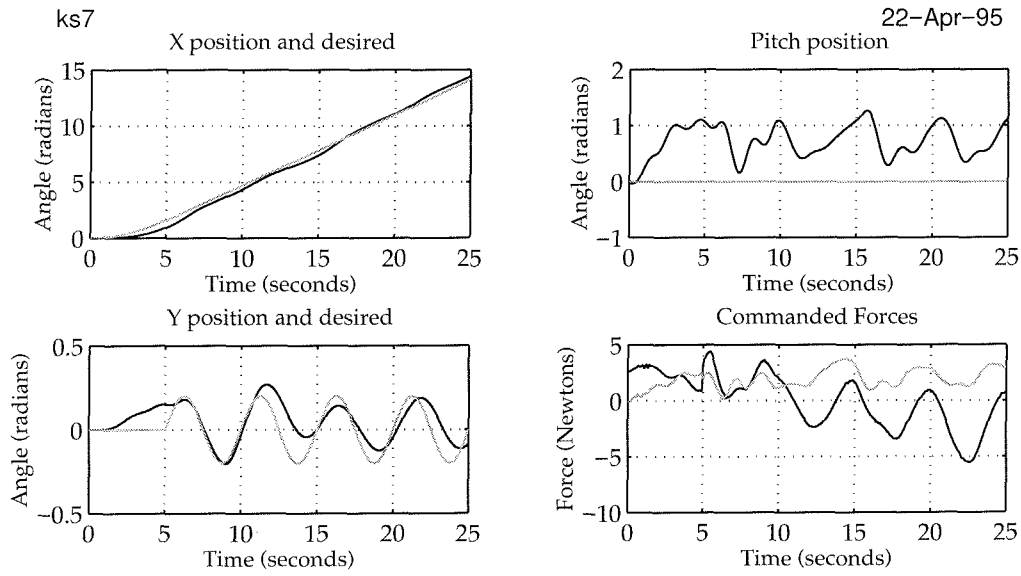 ks7
22-Apr-95
X position and desired
Angle (radians)
15
10
5
0
0 5 10 15 20 25
Time (seconds)
Pitch position
Angle (radians)
2
1
0
-1
0 5 10 15 20 25
Time (seconds)
Y position and desired
Angle (radians)
0.5
0
-0.5
0 5 10 15 20 25
Time (seconds)
Commanded Forces
Force (Newtons)
5
0
-5
-10
0 5 10 15 20 25
Time (seconds)